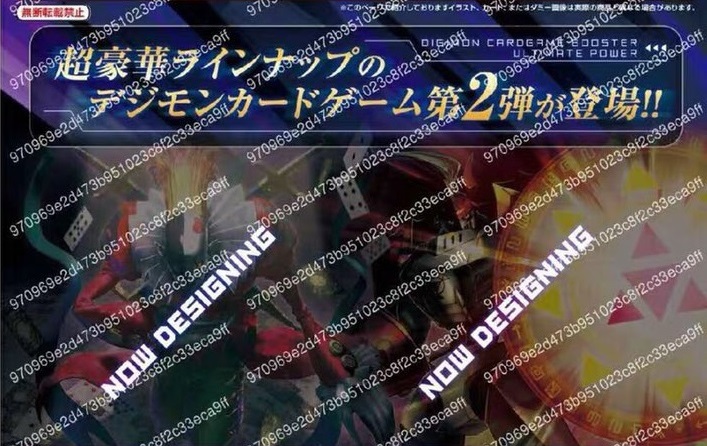 無断転載禁止
※このページで紹介しておりますイラスト、カードまたはダミー画像は実際の商品と異なる場合があります。
DIGIMON CARDGAME BOOSTER
ULTIMATE POWER
超豪華ラインナップの
デジモンカードゲーム第2弾が登場!!
NOW DESIGNING
NOW DESIGNING
970969e2d473b951023c8f2c33eca9ff